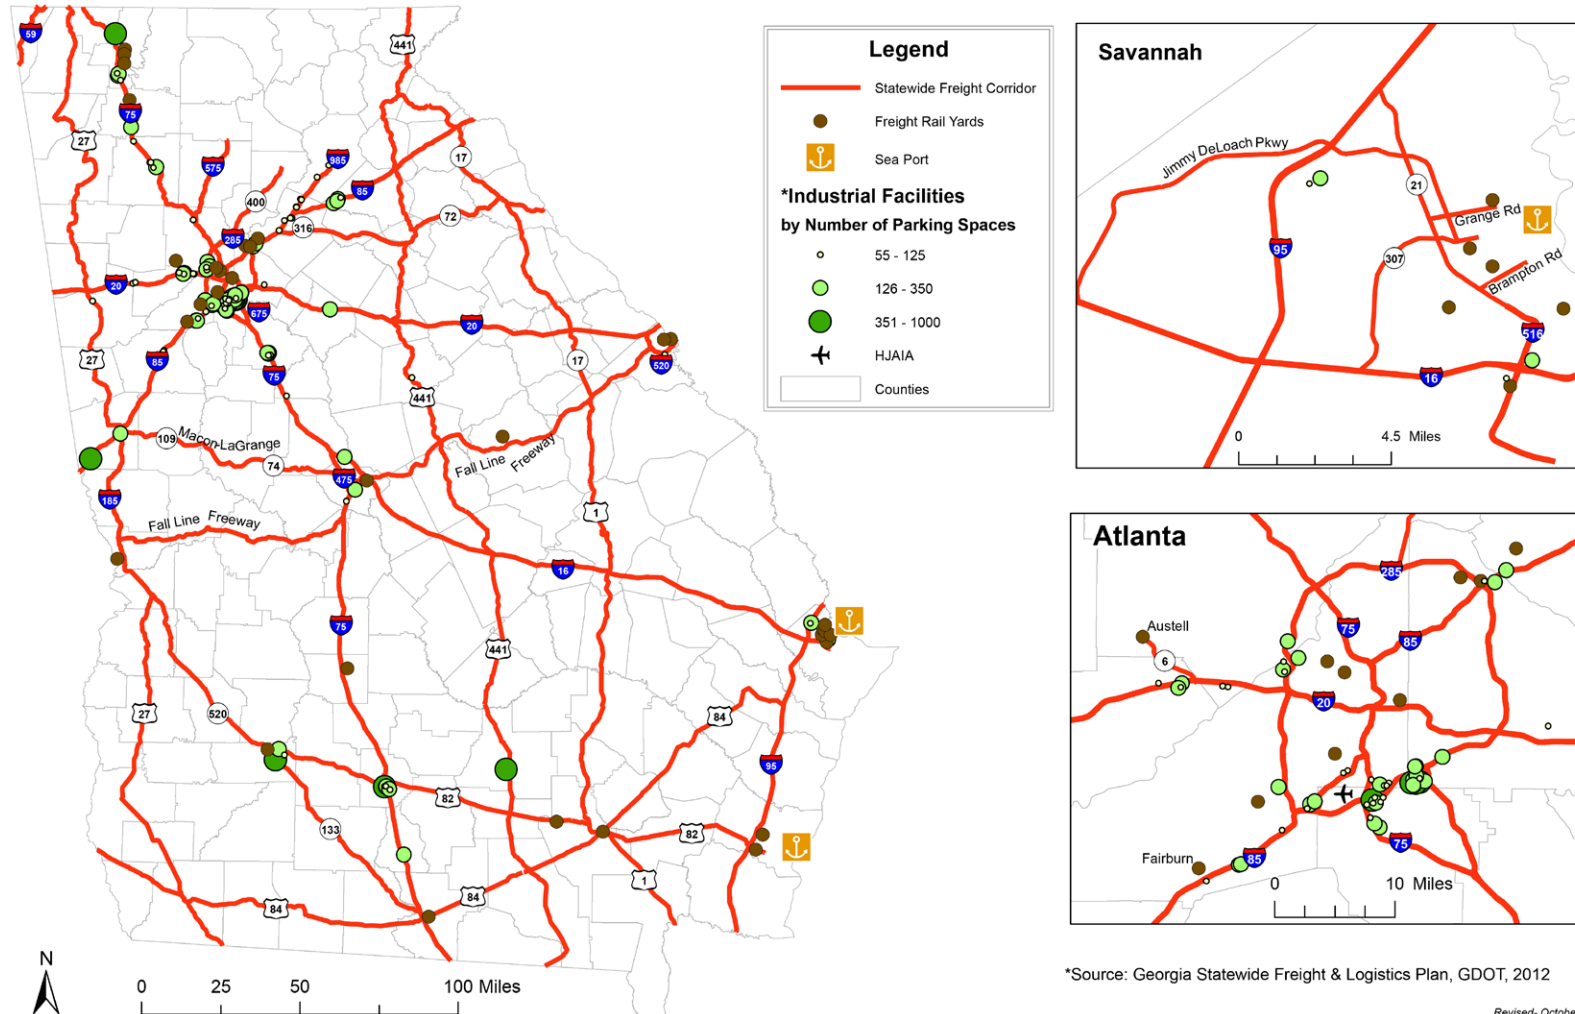 59
441
75
27
985
17
575
85
400
72
316
285
20
675
20
27
85
75
17
520
441
109
Macon-LaGrange
74
Fall Line Freeway
475
185
1
Fall Line Freeway
16
75
441
27
520
84
95
82
133
82
84
84
1
N
0 25 50 100 Miles
Legend
Statewide Freight Corridor
Freight Rail Yards
Sea Port
*Industrial Facilities
by Number of Parking Spaces
55 - 125
126 - 350
351 - 1000
HJAIA
Counties
Savannah
Jimmy DeLoach Pkwy
21
Grange Rd
95
307
Brampton Rd
516
16
0 4.5 Miles
Atlanta
285
Austell
75
85
6
20
Fairburn
85
75
0 10 Miles
*Source: Georgia Statewide Freight & Logistics Plan, GDOT, 2012
Revised- Octobe